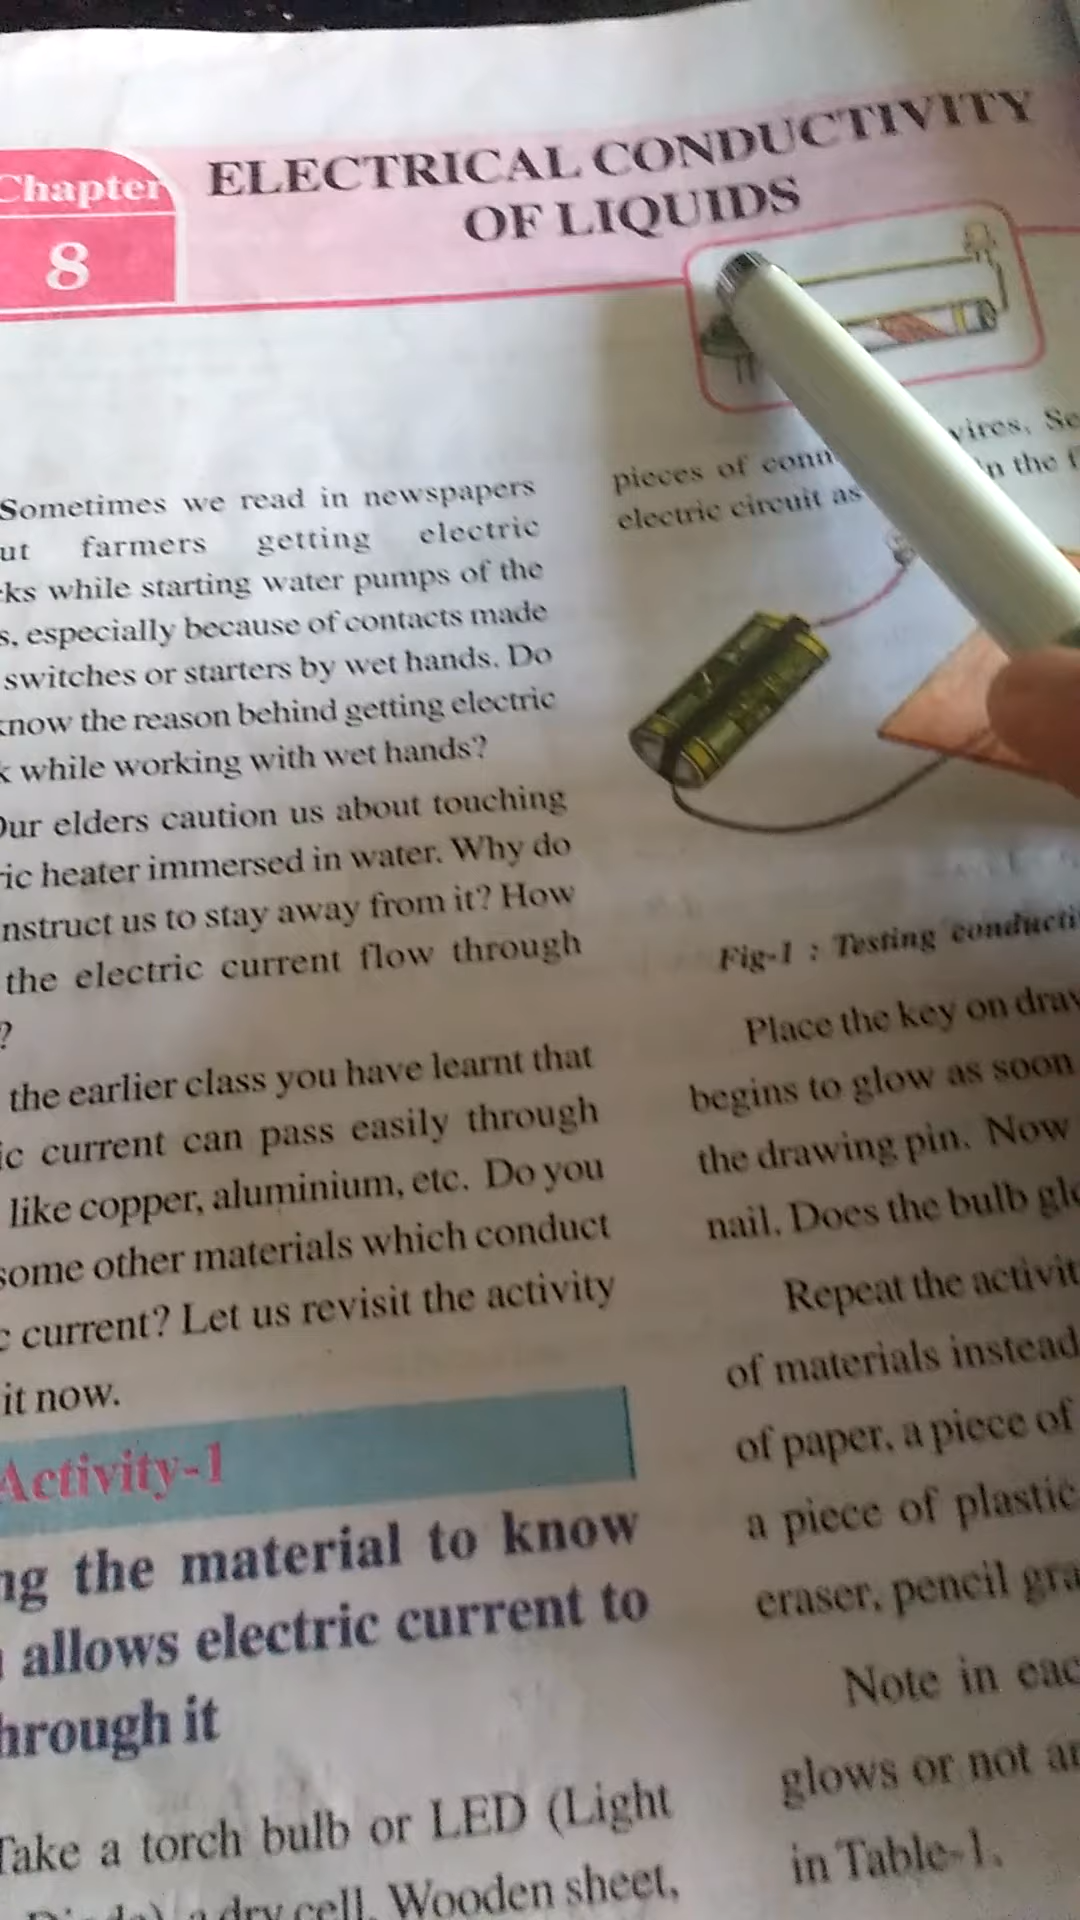 Chapter
8
ELECTRICAL CONDUCTIVITY
OF LIQUIDS
Sometimes we read in newspapers
ut farmers getting electric
ks while starting water pumps of the
s, especially because of contacts made
switches or starters by wet hands. Do
know the reason behind getting electric
k while working with wet hands?
Our elders caution us about touching
ric heater immersed in water. Why do
nstruct us to stay away from it? How
the electric current flow through
?
the earlier class you have learnt that
ic current can pass easily through
like copper, aluminium, etc. Do you
some other materials which conduct
c current? Let us revisit the activity
it now.
Activity-1
ng the material to know
allows electric current to
hrough it
Take a torch bulb or LED (Light
a dry cell, Wooden sheet,
pieces of conn vires, Se
electric circuit as in the f
Fig-1 : Testing conducti
Place the key on draw
begins to glow as soon
the drawing pin. Now
nail. Does the bulb glo
Repeat the activit
of materials instead
of paper, a piece of
a piece of plastic
eraser, pencil gra
Note in eac
glows or not an
in Table-1.